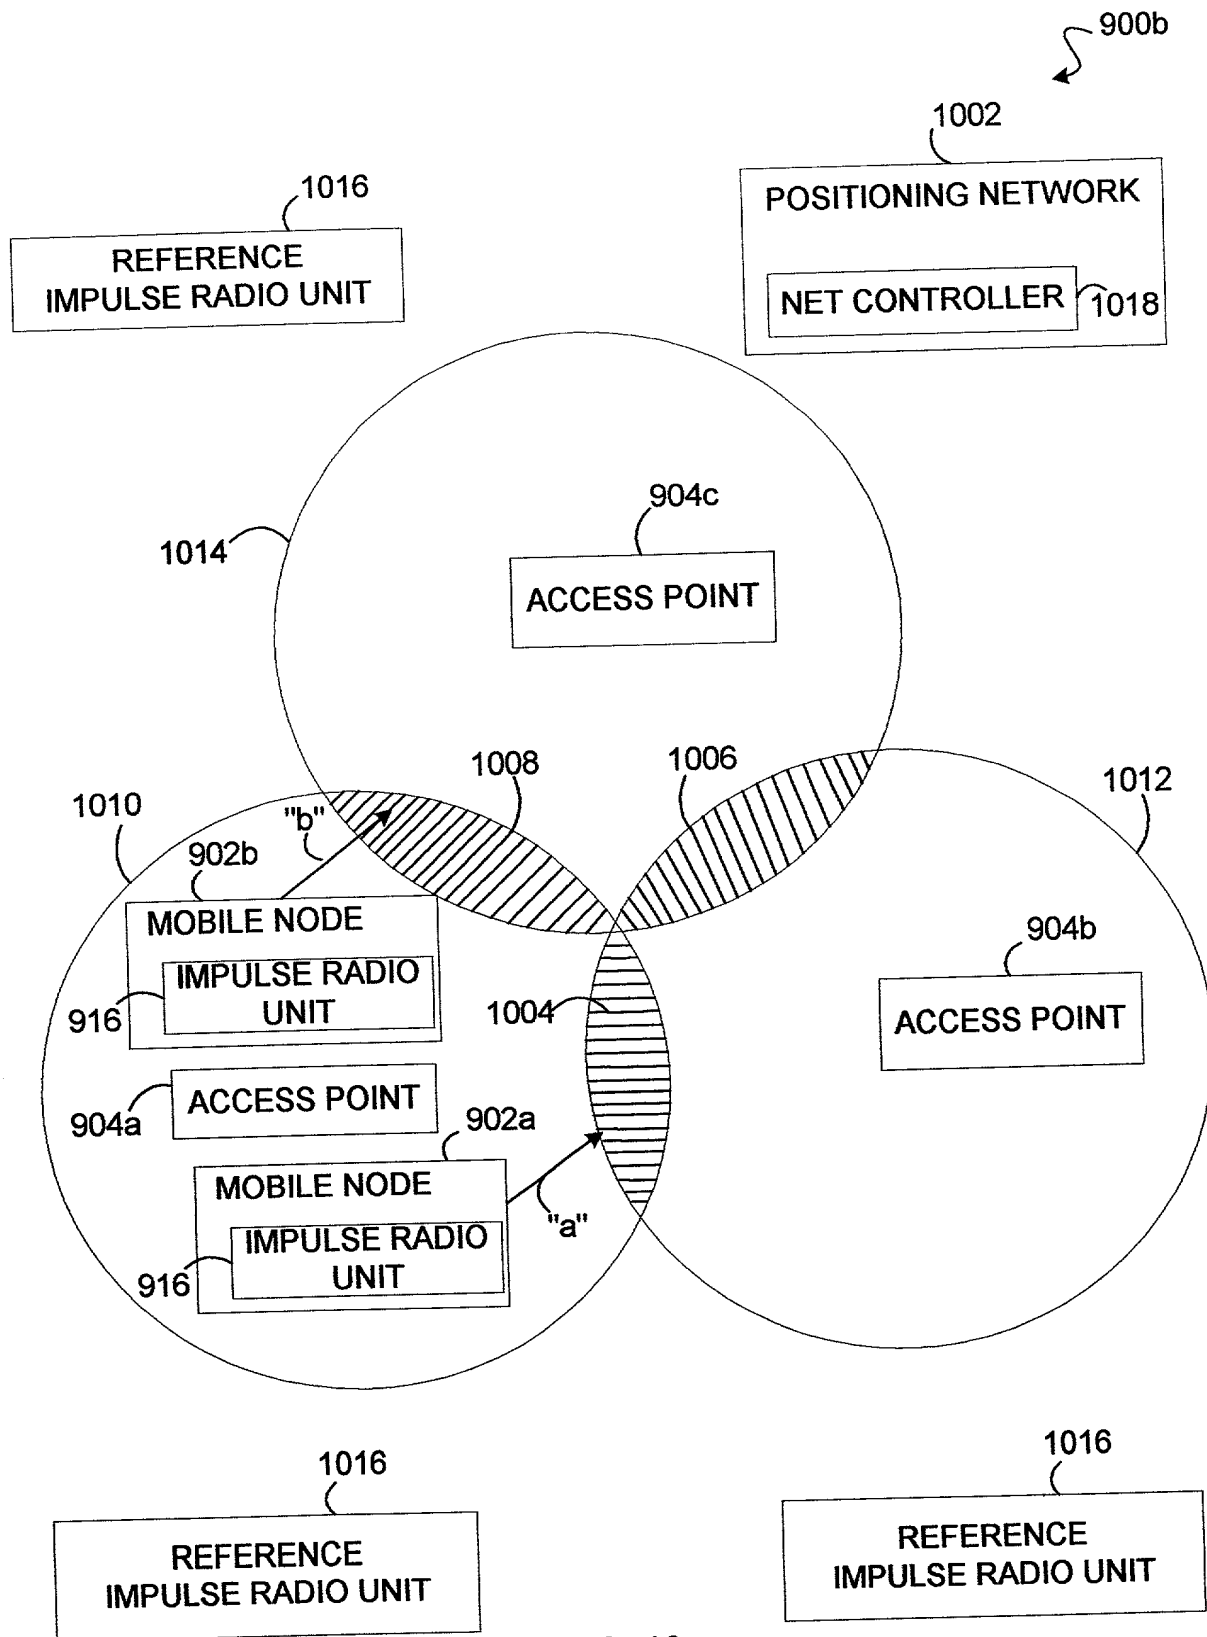 900b
1002
POSITIONING NETWORK
NET CONTROLLER
1018
1016
REFERENCE
IMPULSE RADIO UNIT
904c
1014
ACCESS POINT
1008
1006
1012
1010
"b"
902b
MOBILE NODE
IMPULSE RADIO
UNIT
916
1004
904b
ACCESS POINT
ACCESS POINT
904a
902a
MOBILE NODE
"a"
IMPULSE RADIO
UNIT
916
1016
REFERENCE
IMPULSE RADIO UNIT
1016
REFERENCE
IMPULSE RADIO UNIT